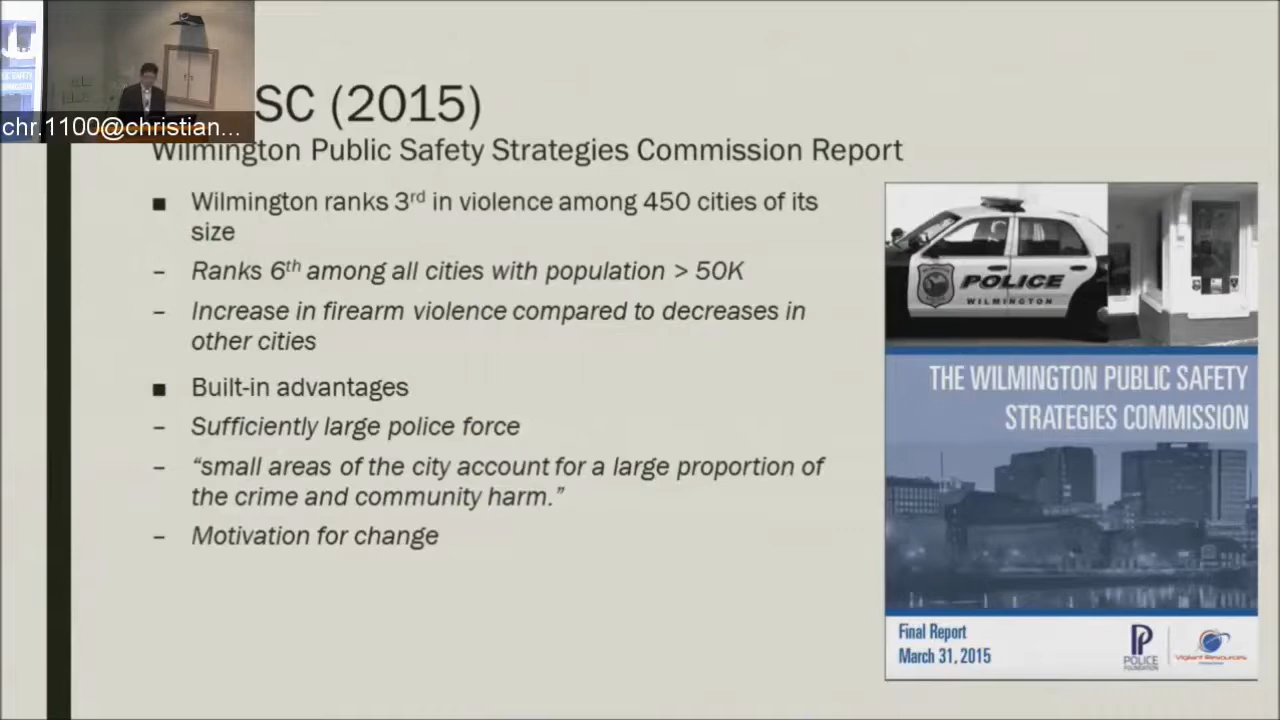 SC (2015)
chr.1100@christian...
Wilmington Public Safety Strategies Commission Report
■ Wilmington ranks 3rd in violence among 450 cities of its
size
– Ranks 6th among all cities with population > 50K
– Increase in firearm violence compared to decreases in
other cities
■ Built-in advantages
– Sufficiently large police force
– “small areas of the city account for a large proportion of
the crime and community harm.”
– Motivation for change
POLICE
WILMINGTON
THE WILMINGTON PUBLIC SAFETY
STRATEGIES COMMISSION
Final Report
March 31, 2015
POLICE
FOUNDATION
Vigilant Resources